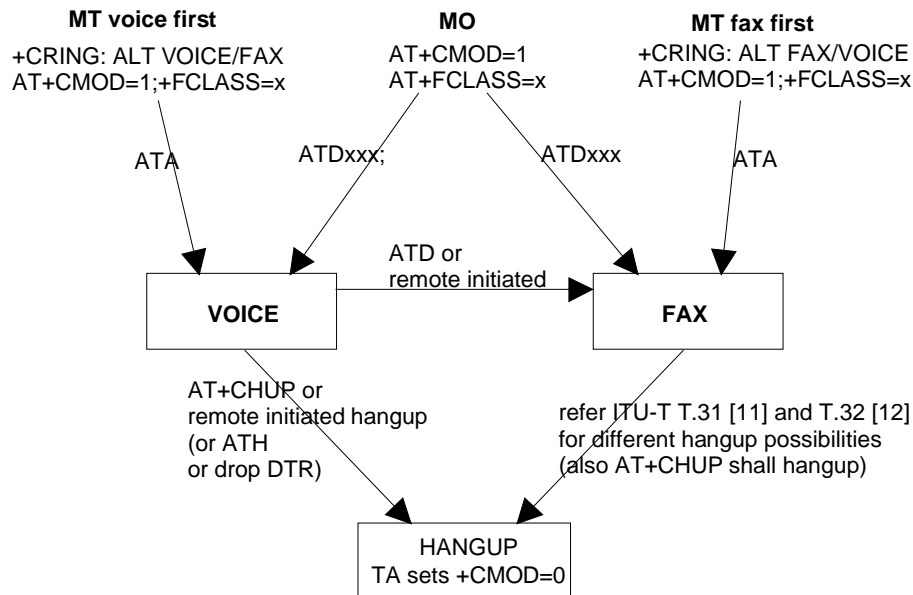 MT voice first
+CRING: ALT VOICE/FAX
AT+CMOD=1;+FCLASS=x
MO
AT+CMOD=1
AT+FCLASS=x
MT fax first
+CRING: ALT FAX/VOICE
AT+CMOD=1;+FCLASS=x
ATA
ATDxxx;
ATDxxx
ATA
ATD or
remote initiated
VOICE
FAX
AT+CHUP or
remote initiated hangup
(or ATH
or drop DTR)
refer ITU-T T.31 [11] and T.32 [12]
for different hangup possibilities
(also AT+CHUP shall hangup)
HANGUP
TA sets +CMOD=0